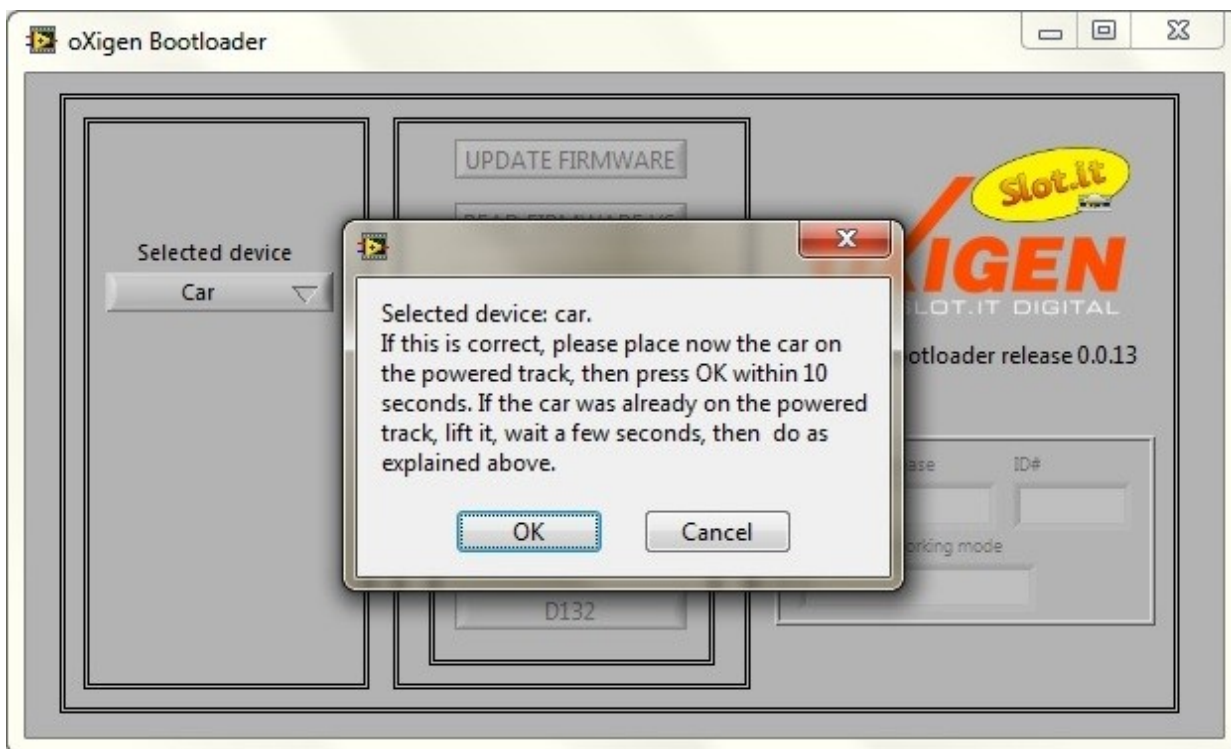 oXigen Bootloader
UPDATE FIRMWARE
Selected device
Car
Slot.it
IGEN
SLOT.IT DIGITAL
release 0.0.13
Selected device: car.
If this is correct, please place now the car on
the powered track, then press OK within 10
seconds. If the car was already on the powered
track, lift it, wait a few seconds, then do as
explained above.
OK
Cancel
ID#
mode
D132